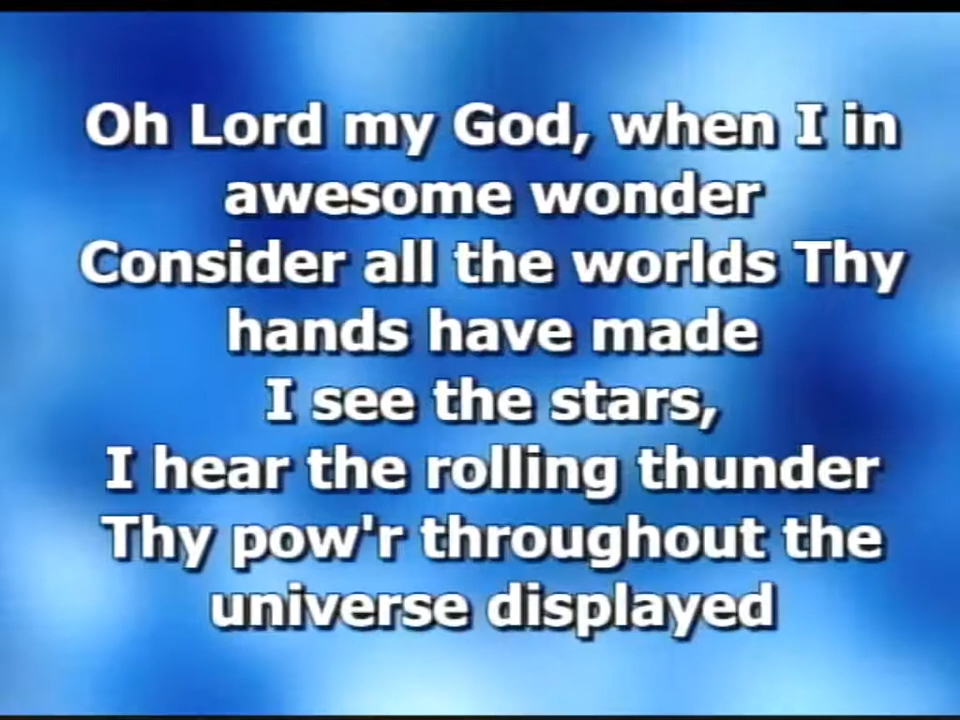 Oh Lord my God, when I in
awesome wonder
Consider all the worlds Thy
hands have made
I see the stars,
I hear the rolling thunder
Thy pow'r throughout the
universe displayed